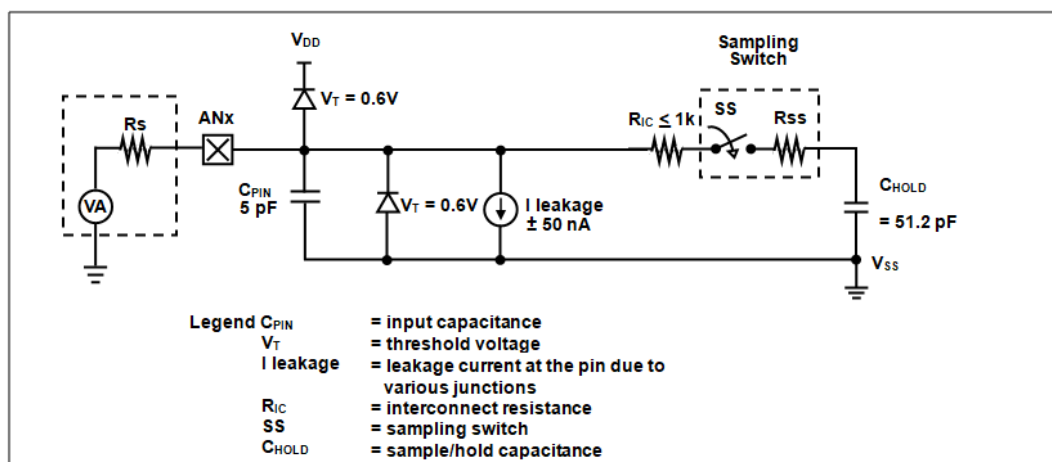 Sampling
Switch
VDD
VT = 0.6V
Rs
ANx
RIC ≤ 1k
SS
Rss
VA
CPIN
5 pF
VT = 0.6V
I leakage
± 50 nA
CHOLD
= 51.2 pF
VSS
Legend CPIN = input capacitance
VT = threshold voltage
I leakage = leakage current at the pin due to
various junctions
RIC = interconnect resistance
SS = sampling switch
CHOLD = sample/hold capacitance